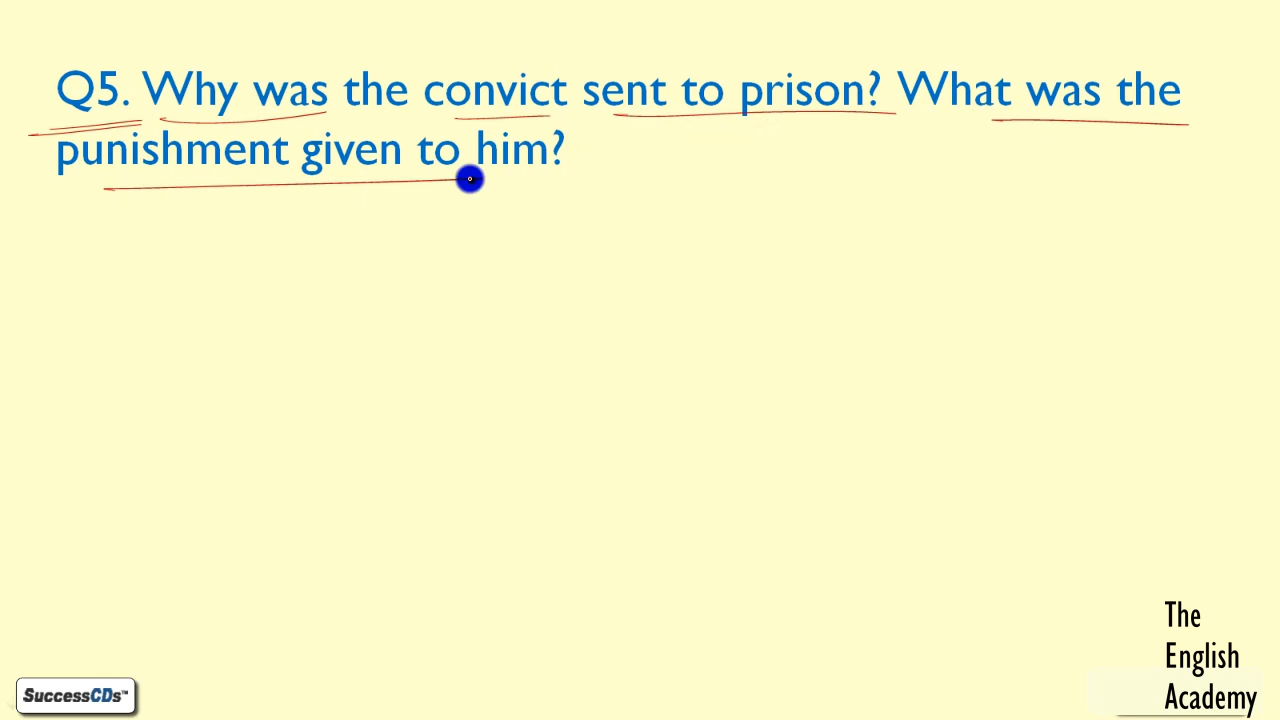 Q5. Why was the convict sent to prison? What was the
punishment given to him?
The
English
Academy
SuccessCDs™